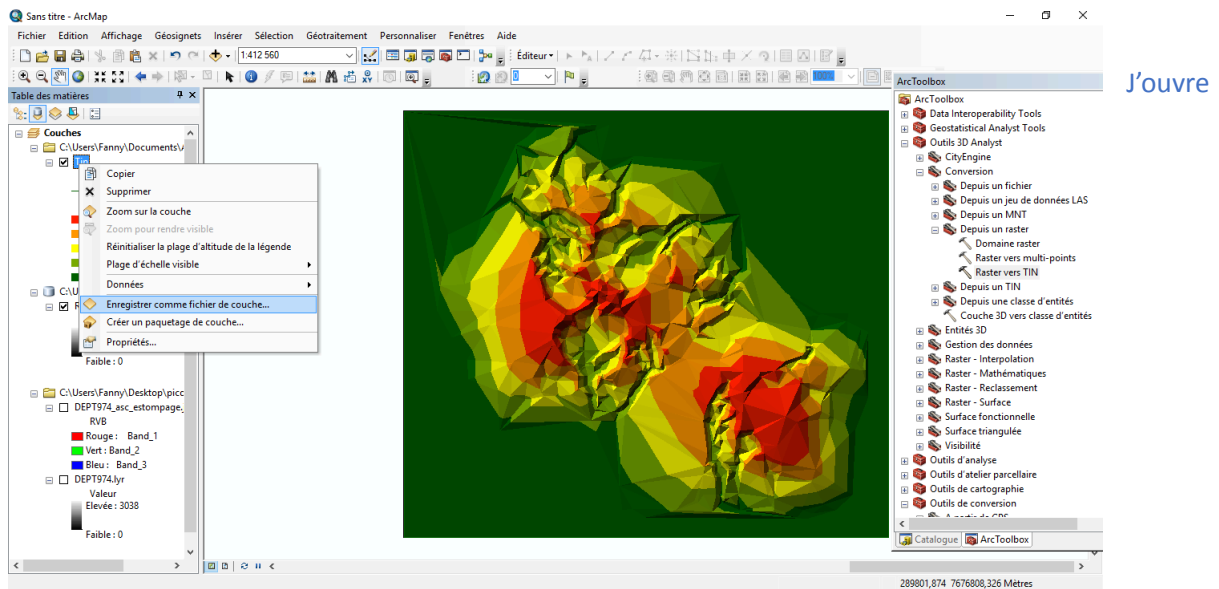 Sans titre - ArcMap
Fichier Edition Affichage Géosignets Insérer Sélection Géotraitement Personnaliser Fenêtres Aide
1:412 560
Éditeur
0
100%
Table des matières
Couches
C:\Users\Fanny\Documents\
Tin
Copier
Supprimer
Zoom sur la couche
Zoom pour rendre visible
Réinitialiser la plage d'altitude de la légende
Plage d'échelle visible
Données
Enregistrer comme fichier de couche...
Créer un paquetage de couche...
Propriétés...
C:\U
R
Faible : 0
C:\Users\Fanny\Desktop\picc
DEPT974_asc_estompage.
RVB
Rouge : Band_1
Vert : Band_2
Bleu : Band_3
DEPT974.lyr
Valeur
Elevée : 3038
Faible : 0
ArcToolbox
ArcToolbox
Data Interoperability Tools
Geostatistical Analyst Tools
Outils 3D Analyst
CityEngine
Conversion
Depuis un fichier
Depuis un jeu de données LAS
Depuis un MNT
Depuis un raster
Domaine raster
Raster vers multi-points
Raster vers TIN
Depuis un TIN
Depuis une classe d'entités
Couche 3D vers classe d'entités
Entités 3D
Gestion des données
Raster - Interpolation
Raster - Mathématiques
Raster - Reclassement
Raster - Surface
Surface fonctionnelle
Surface triangulée
Visibilité
Outils d'analyse
Outils d'atelier parcellaire
Outils de cartographie
Outils de conversion
A partir de GPS
Catalogue ArcToolbox
289801,874 7676808,326 Mètres
J'ouvre